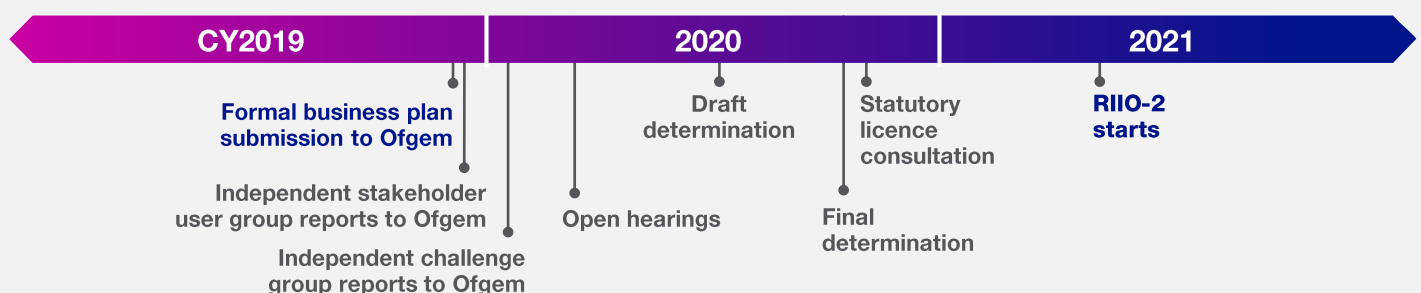 CY2019
2020
2021
Formal business plan
submission to Ofgem
Independent stakeholder
user group reports to Ofgem
Independent challenge
group reports to Ofgem
Open hearings
Draft
determination
Final
determination
Statutory
licence
consultation
RIIO-2
starts